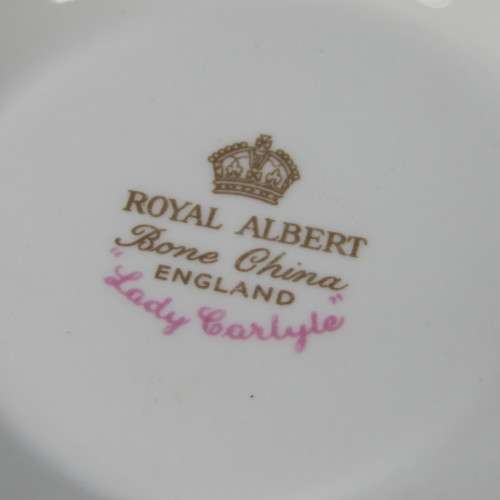 ROYAL ALBERT
Bone China
ENGLAND
"Lady Carlyle"